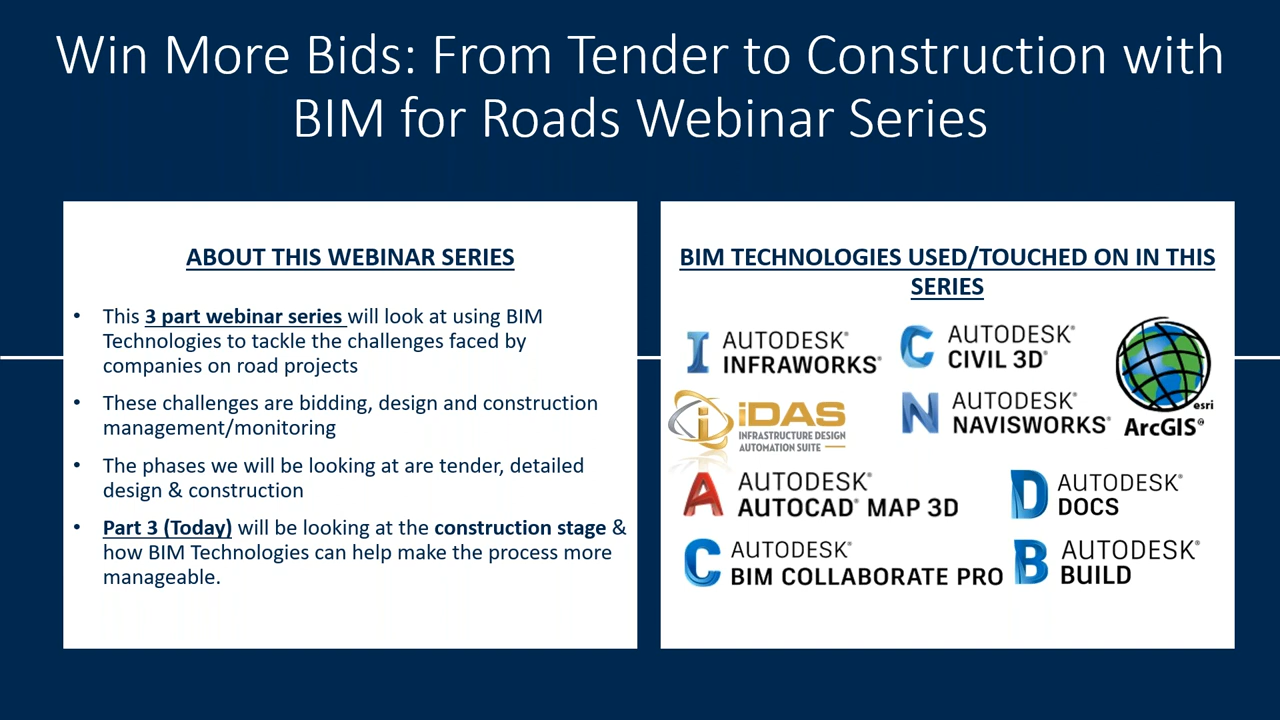 Win More Bids: From Tender to Construction with
BIM for Roads Webinar Series
ABOUT THIS WEBINAR SERIES
• This 3 part webinar series will look at using BIM
Technologies to tackle the challenges faced by
companies on road projects
• These challenges are bidding, design and construction
management/monitoring
• The phases we will be looking at are tender, detailed
design & construction
• Part 3 (Today) will be looking at the construction stage &
how BIM Technologies can help make the process more
manageable.
BIM TECHNOLOGIES USED/TOUCHED ON IN THIS
SERIES
AUTODESK®
INFRAWORKS®
AUTODESK®
CIVIL 3D®
esri
ArcGIS®
iDAS
INFRASTRUCTURE DESIGN
AUTOMATION SUITE
AUTODESK®
NAVISWORKS®
AUTODESK®
AUTOCAD® MAP 3D
AUTODESK®
DOCS
AUTODESK®
BIM COLLABORATE PRO
AUTODESK®
BUILD